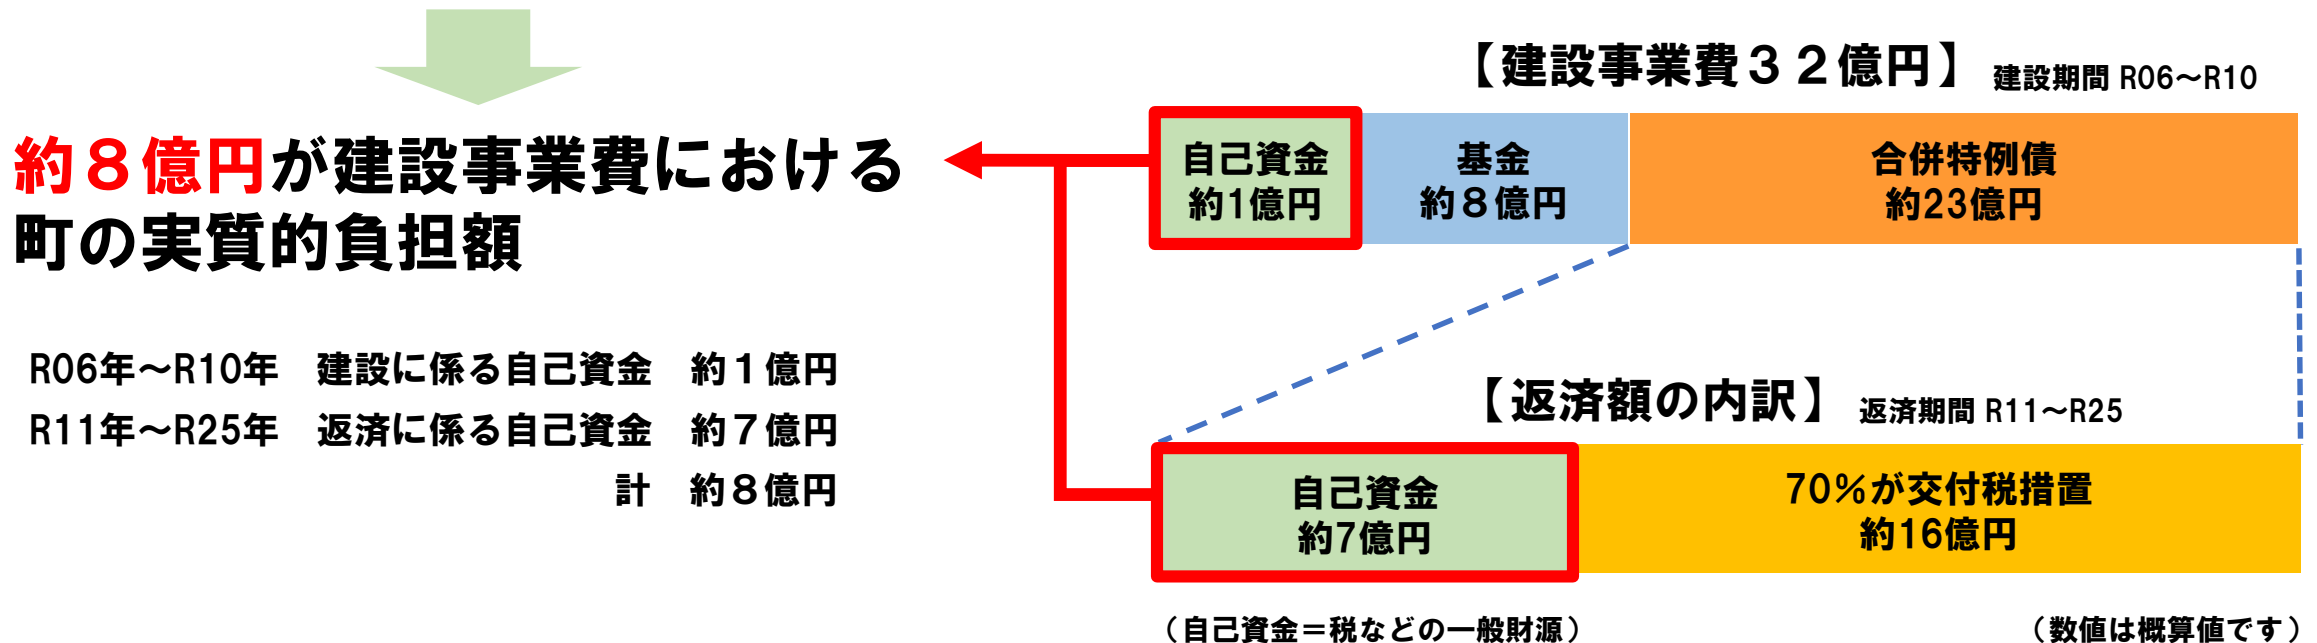 約８億円が建設事業費における
町の実質的負担額
R06年～R10年　建設に係る自己資金　約１億円
R11年～R25年　返済に係る自己資金　約７億円
計　約８億円
【建設事業費３２億円】 建設期間 R06～R10
自己資金
約1億円
基金
約８億円
合併特例債
約23億円
【返済額の内訳】 返済期間 R11～R25
自己資金
約7億円
70％が交付税措置
約16億円
（自己資金＝税などの一般財源）
（数値は概算値です）